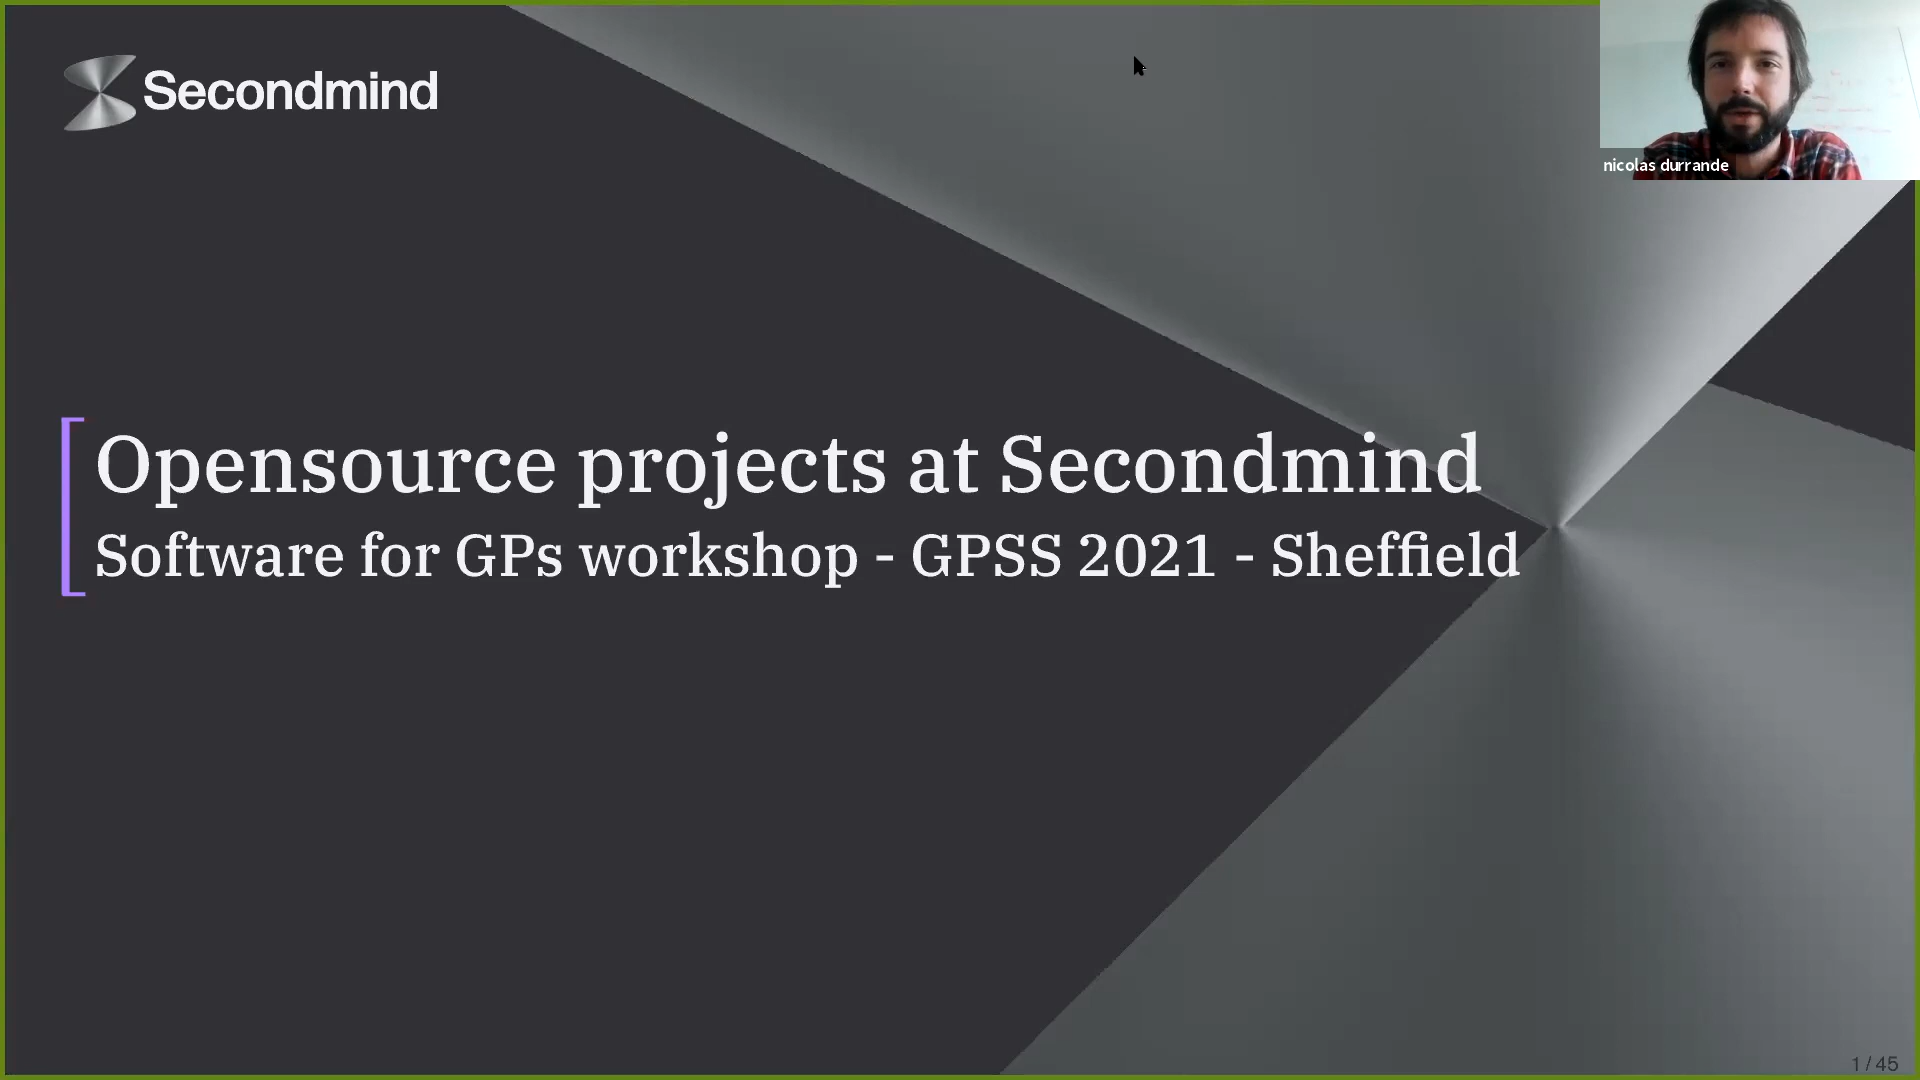 Secondmind
nicolas durrande
Opensource projects at Secondmind
Software for GPs workshop - GPSS 2021 - Sheffield
1 / 45